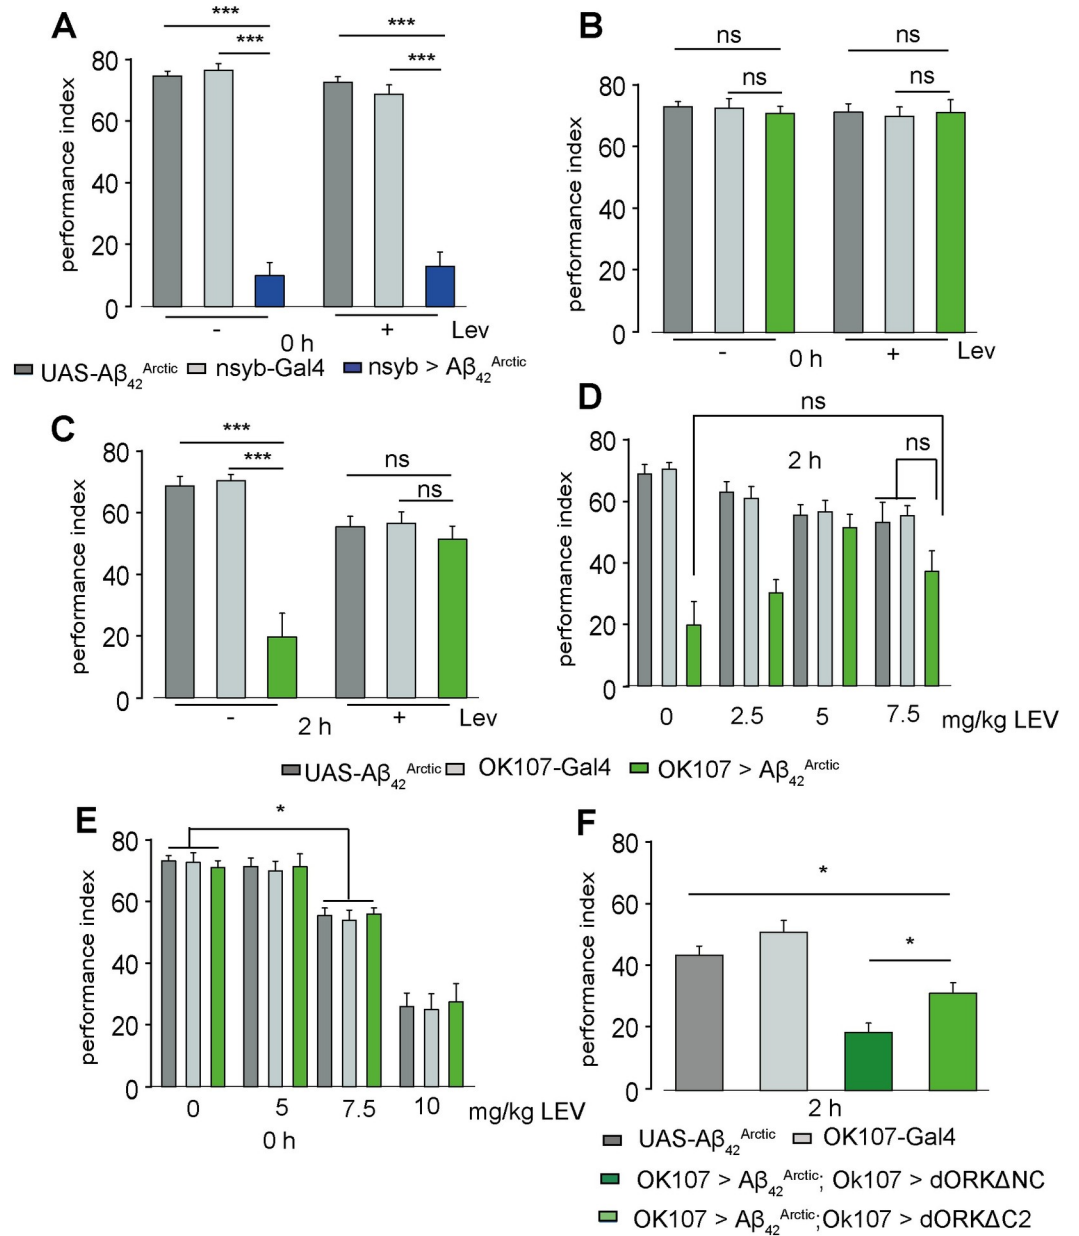 A
***
***
***
***
performance index
80
60
40
20
0
- + Lev
0 h
UAS-Aβ42Arctic nsyb-Gal4 nsyb > Aβ42Arctic
B
ns
ns
ns
ns
performance index
80
60
40
20
0
- + Lev
0 h
C
***
***
ns
ns
performance index
80
60
40
20
0
- + Lev
2 h
D
ns
ns
2 h
performance index
80
60
40
20
0
0 2.5 5 7.5 mg/kg LEV
UAS-Aβ42Arctic OK107-Gal4 OK107 > Aβ42Arctic
E
*
performance index
80
60
40
20
0
0 5 7.5 10 mg/kg LEV
0 h
F
*
*
performance index
80
60
40
20
0
2 h
UAS-Aβ42Arctic OK107-Gal4
OK107 > Aβ42Arctic; Ok107 > dORKΔNC
OK107 > Aβ42Arctic;Ok107 > dORKΔC2